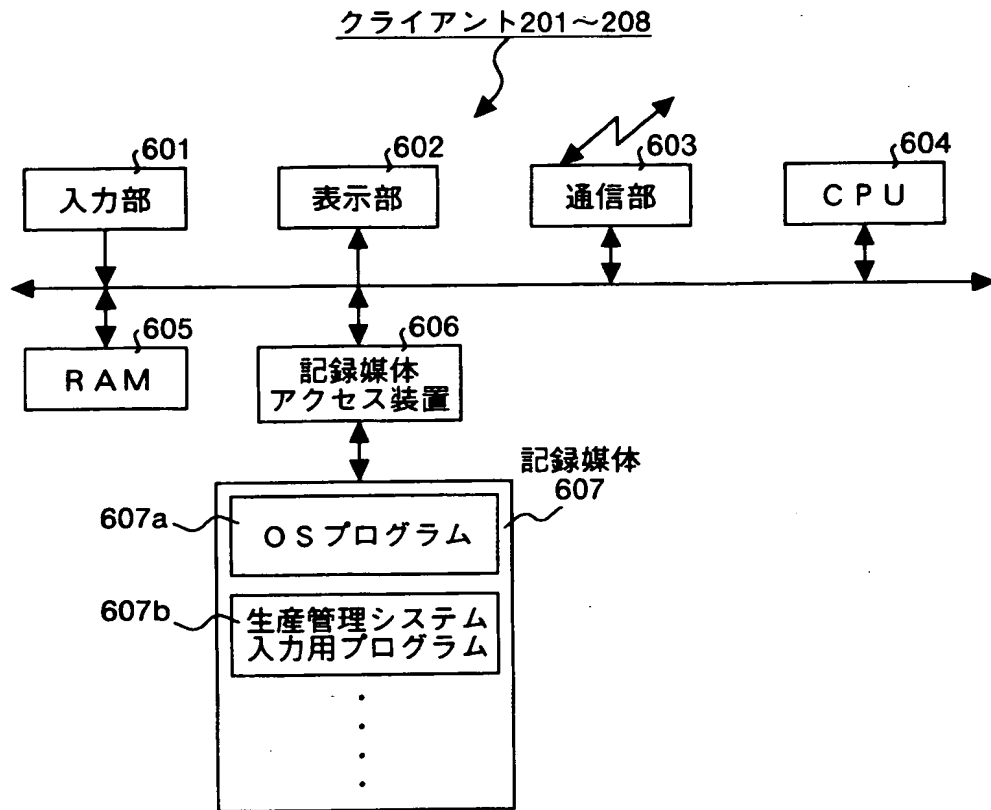 クライアント201～208
601
602
603
604
入力部
表示部
通信部
CPU
605
606
RAM
記録媒体
アクセス装置
記録媒体
607
607a
OSプログラム
607b
生産管理システム
入力用プログラム